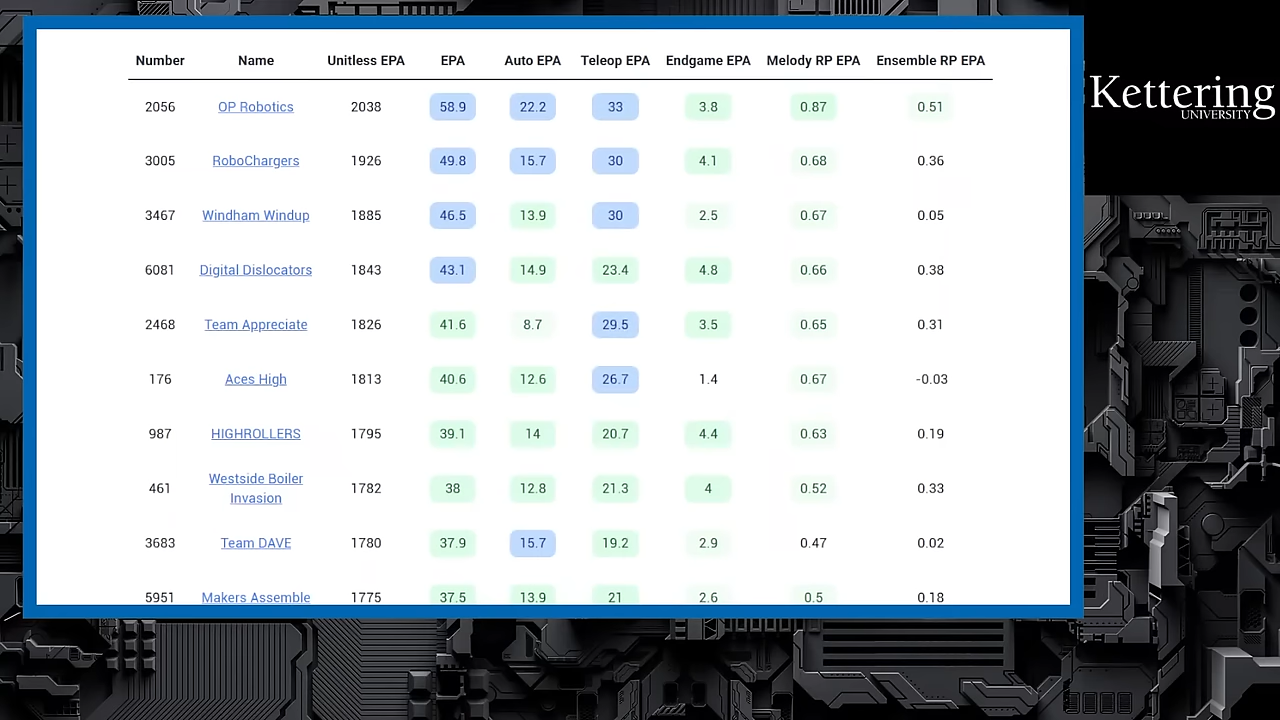 Number Name Unitless EPA EPA Auto EPA Teleop EPA Endgame EPA Melody RP EPA Ensemble RP EPA
2056 OP Robotics 2038 58.9 22.2 33 3.8 0.87 0.51
3005 RoboChargers 1926 49.8 15.7 30 4.1 0.68 0.36
3467 Windham Windup 1885 46.5 13.9 30 2.5 0.67 0.05
6081 Digital Dislocators 1843 43.1 14.9 23.4 4.8 0.66 0.38
2468 Team Appreciate 1826 41.6 8.7 29.5 3.5 0.65 0.31
176 Aces High 1813 40.6 12.6 26.7 1.4 0.67 -0.03
987 HIGHROLLERS 1795 39.1 14 20.7 4.4 0.63 0.19
461 Westside Boiler 1782 38 12.8 21.3 4 0.52 0.33
Invasion
3683 Team DAVE 1780 37.9 15.7 19.2 2.9 0.47 0.02
5951 Makers Assemble 1775 37.5 13.9 21 2.6 0.5 0.18
Kettering
UNIVERSITY